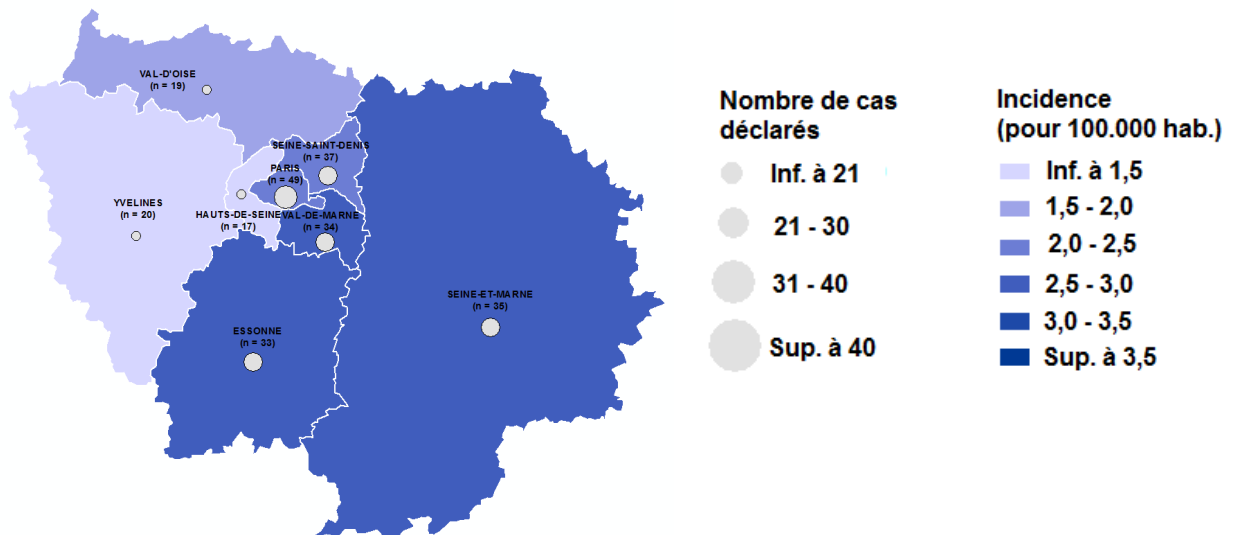 VAL-D'OISE
(n = 19)
SEINE-SAINT-DENIS
(n = 37)
PARIS
(n = 49)
YVELINES
(n = 20)
HAUTS-DE-SEINE
(n = 17)
VAL-DE-MARNE
(n = 34)
SEINE-ET-MARNE
(n = 35)
ESSONNE
(n = 33)
Nombre de cas
déclarés
Inf. à 21
21 - 30
31 - 40
Sup. à 40
Incidence
(pour 100.000 hab.)
Inf. à 1,5
1,5 - 2,0
2,0 - 2,5
2,5 - 3,0
3,0 - 3,5
Sup. à 3,5